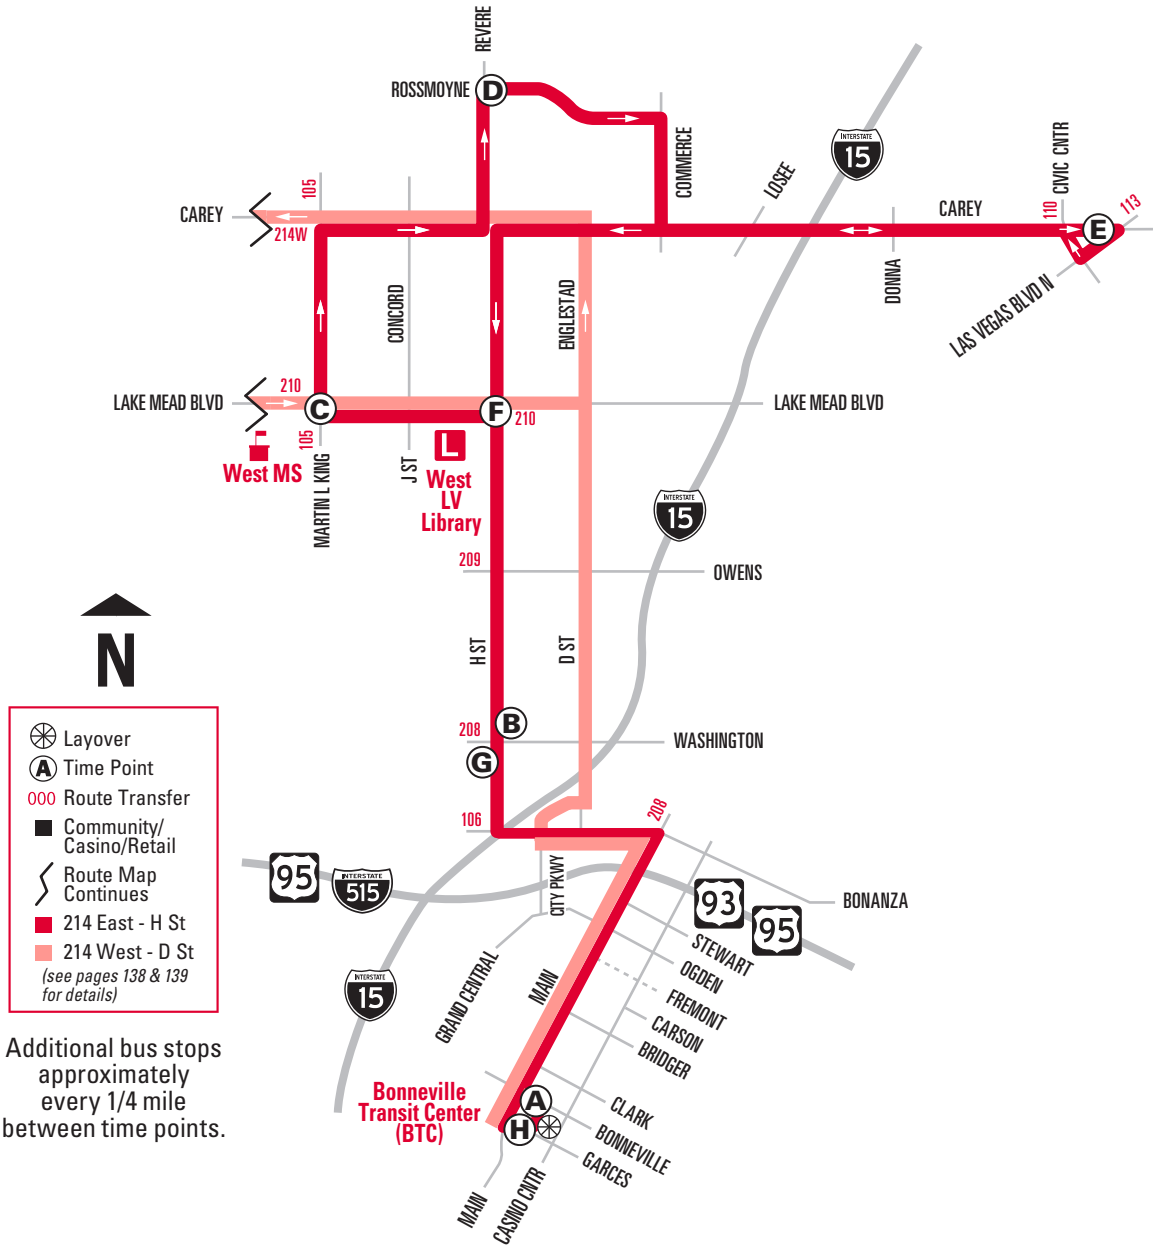 REVERE
ROSSMOYNE
D
COMMERCE
LOSEE
INTERSTATE
15
CIVIC CNTR
110
113
105
CAREY
214W
CAREY
E
DONNA
LAS VEGAS BLVD N
CONCORD
ENGLESTAD
210
LAKE MEAD BLVD
C
F
210
LAKE MEAD BLVD
105
West MS
MARTIN L KING
J ST
L
West
LV
Library
INTERSTATE
15
209
OWENS
N
H ST
D ST
B
208
WASHINGTON
G
106
208
Layover
A Time Point
000 Route Transfer
Community/
Casino/Retail
Route Map
Continues
214 East - H St
214 West - D St
(see pages 138 & 139
for details)
Additional bus stops
approximately
every 1/4 mile
between time points.
95
INTERSTATE
515
CITY PKWY
93
95
BONANZA
STEWART
OGDEN
FREMONT
CARSON
BRIDGER
GRAND CENTRAL
MAIN
INTERSTATE
15
Bonneville
Transit Center
(BTC)
A
H
CLARK
BONNEVILLE
GARCES
MAIN
CASINO CNTR